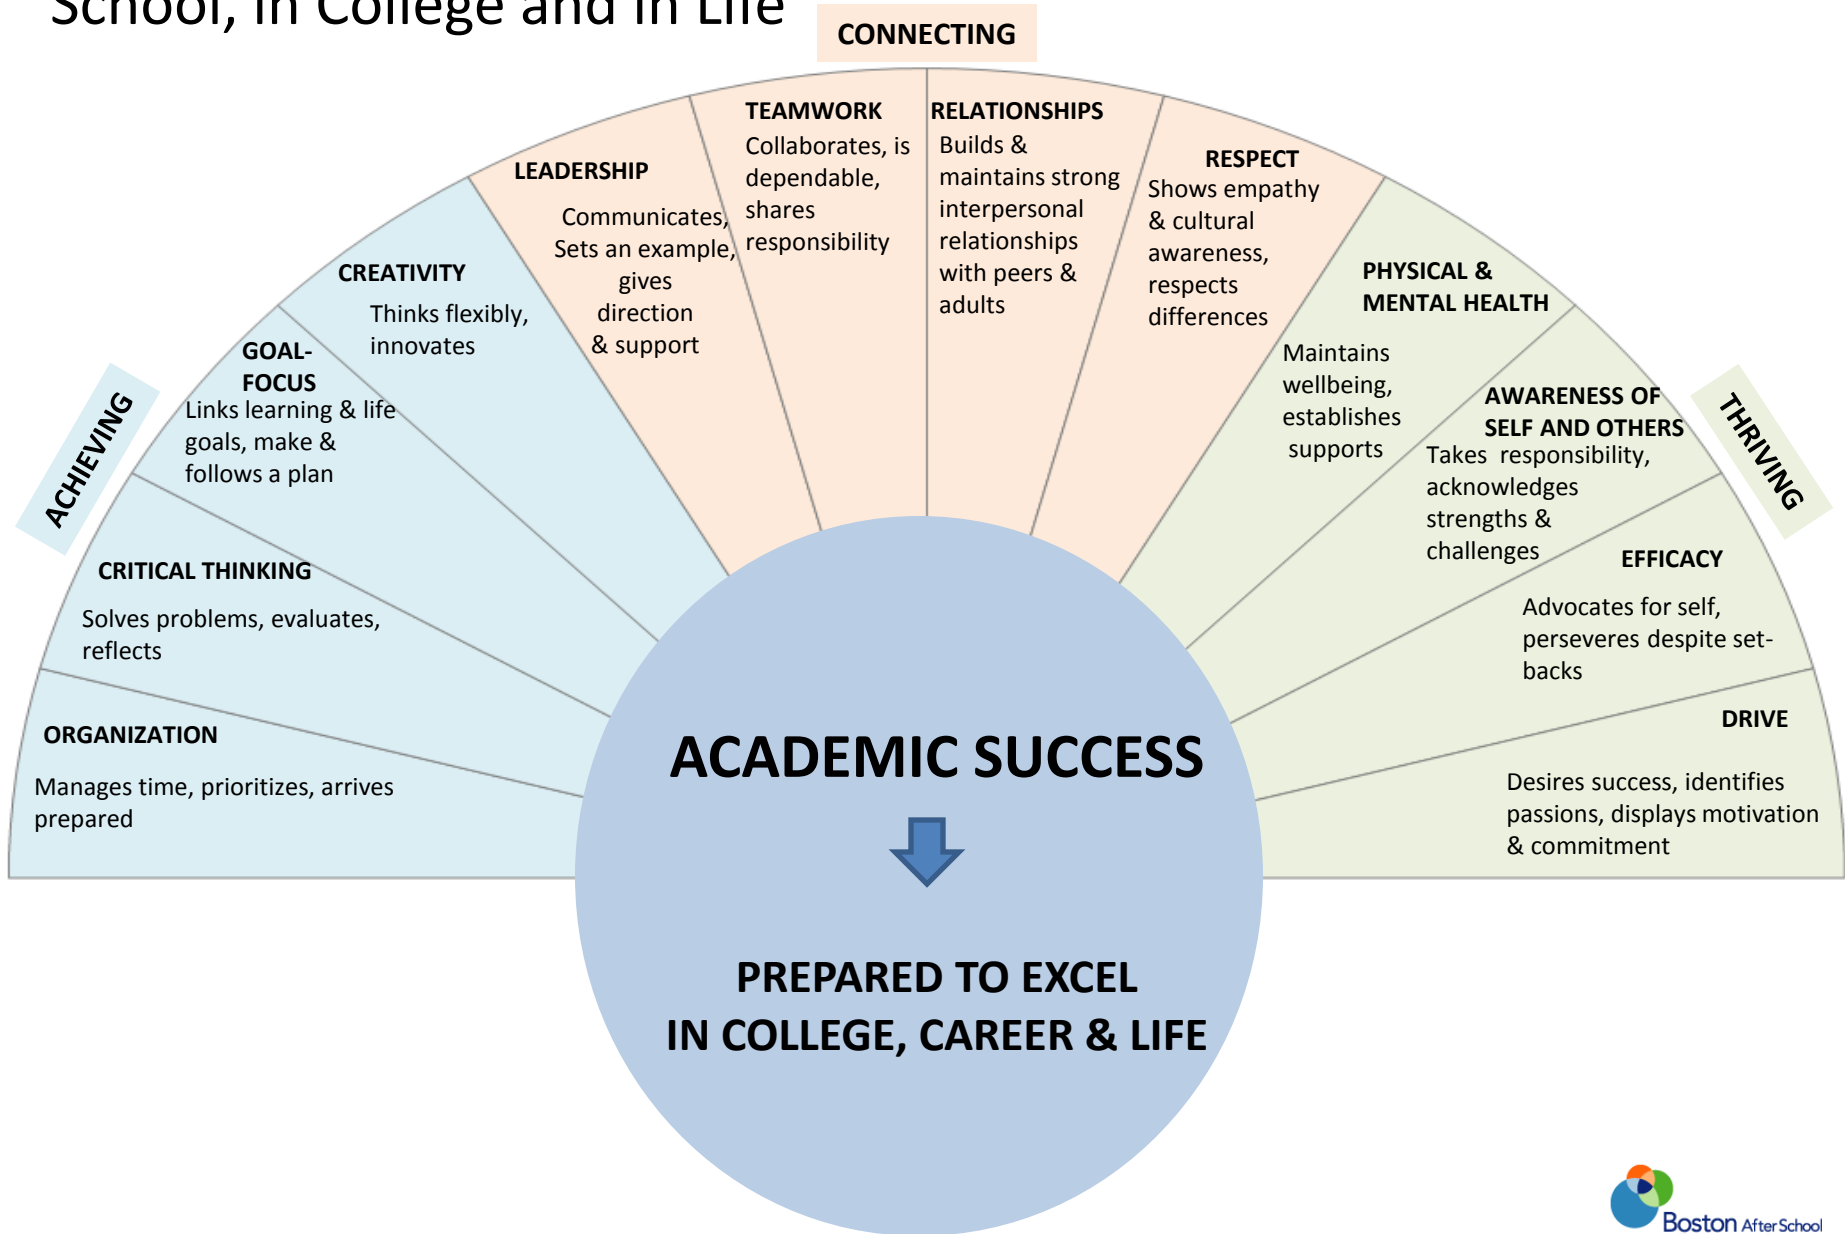 School, in College and in Life
CONNECTING
TEAMWORK
Collaborates, is
dependable,
shares
responsibility
RELATIONSHIPS
Builds &
maintains strong
interpersonal
relationships
with peers &
adults
LEADERSHIP
Communicates,
Sets an example,
gives
direction
& support
RESPECT
Shows empathy
& cultural
awareness,
respects
differences
CREATIVITY
Thinks flexibly,
innovates
PHYSICAL &
MENTAL HEALTH
Maintains
wellbeing,
establishes
supports
GOAL-
FOCUS
Links learning & life
goals, make &
follows a plan
AWARENESS OF
SELF AND OTHERS
Takes responsibility,
acknowledges
strengths &
challenges
ACHIEVING
THRIVING
CRITICAL THINKING
Solves problems, evaluates,
reflects
EFFICACY
Advocates for self,
perseveres despite set-
backs
ORGANIZATION
Manages time, prioritizes, arrives
prepared
DRIVE
Desires success, identifies
passions, displays motivation
& commitment
ACADEMIC SUCCESS
PREPARED TO EXCEL
IN COLLEGE, CAREER & LIFE
Boston After School